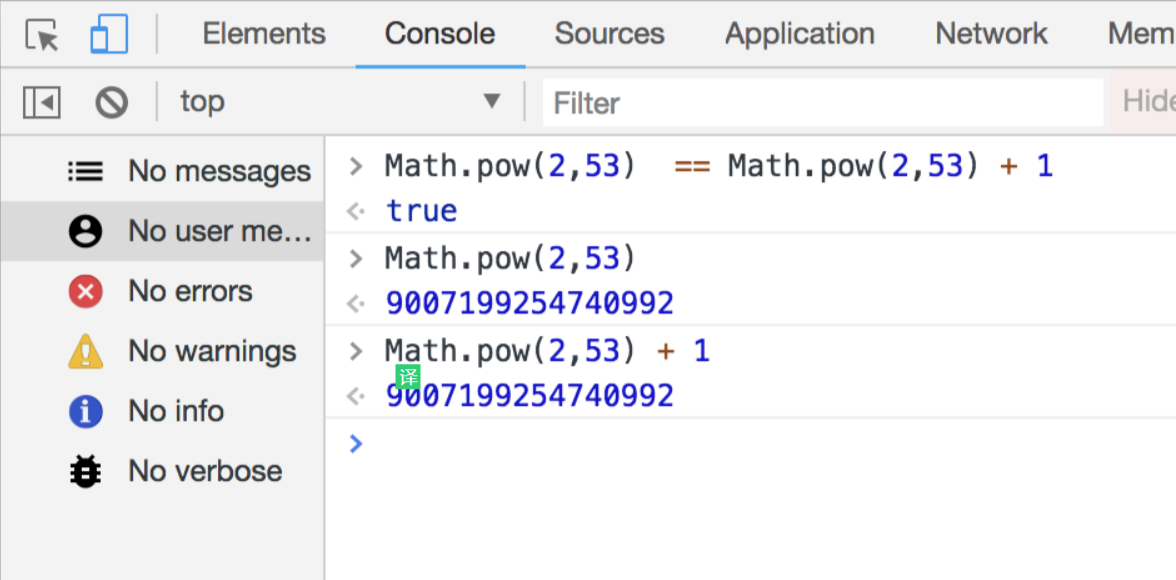 Elements Console Sources Application Network Mem
top Filter Hide
No messages
No user me…
No errors
No warnings
No info
No verbose
> Math.pow(2,53)  == Math.pow(2,53) + 1
<· true
> Math.pow(2,53)
<· 9007199254740992
> Math.pow(2,53) + 1
译
<· 9007199254740992
>